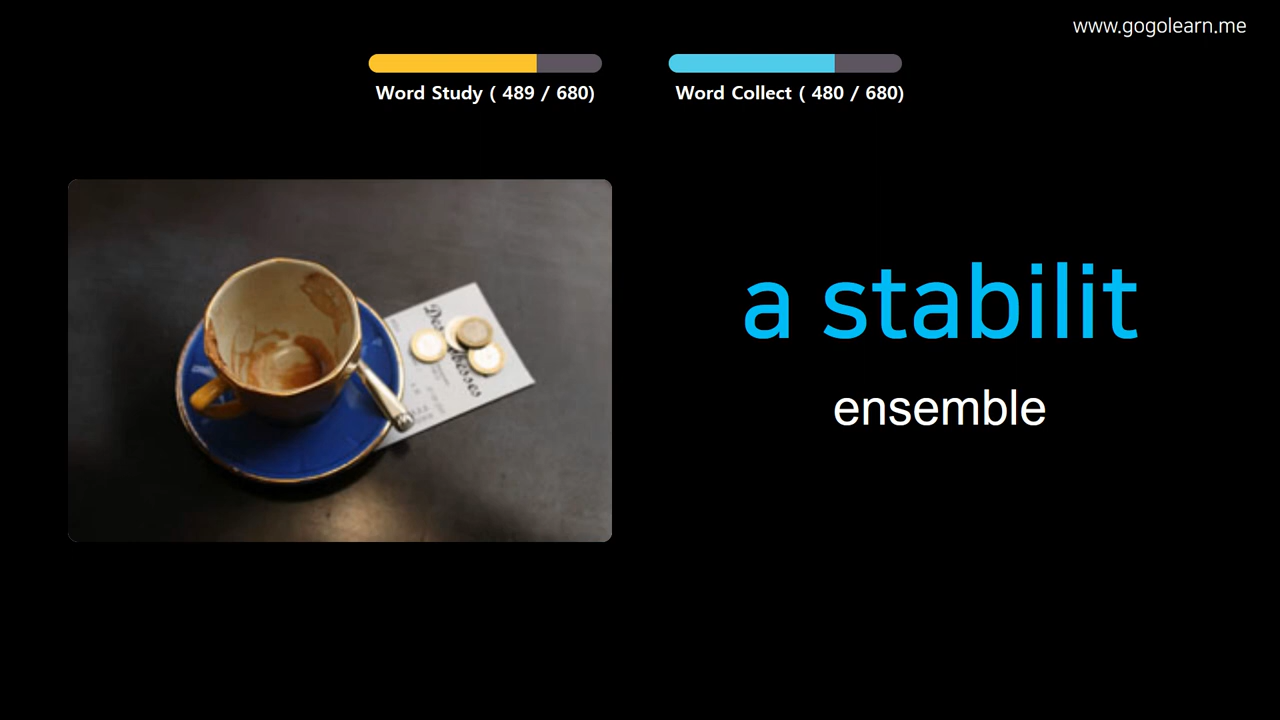 www.gogolearn.me
Word Study ( 489 / 680)
Word Collect ( 480 / 680)
a stabilit
ensemble